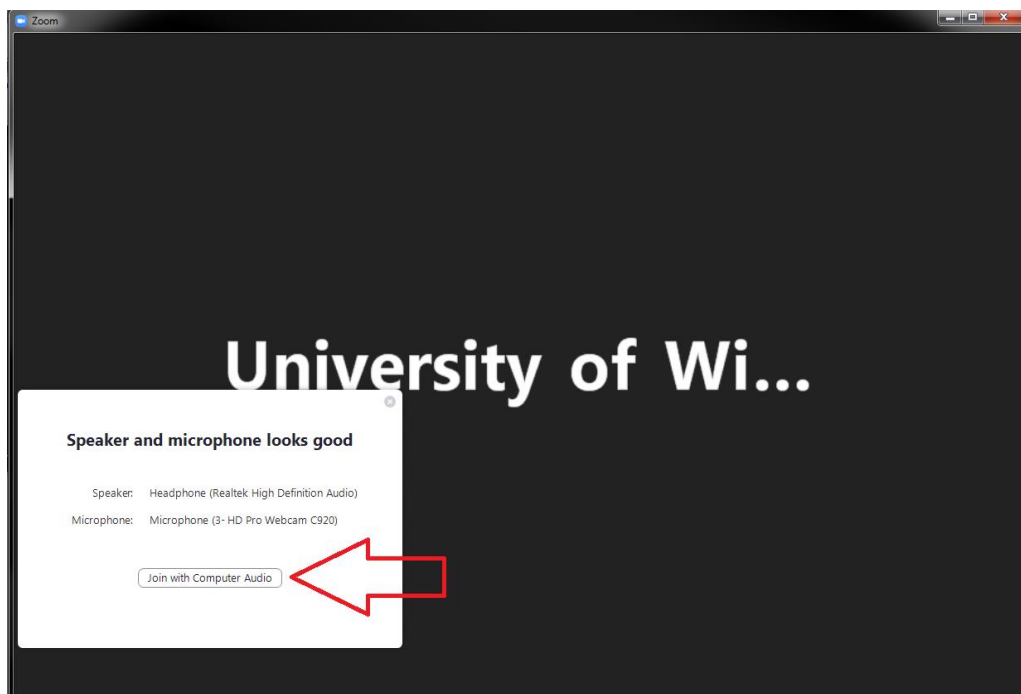 Zoom
University of Wi...
Speaker and microphone looks good
Speaker: Headphone (Realtek High Definition Audio)
Microphone: Microphone (3- HD Pro Webcam C920)
Join with Computer Audio